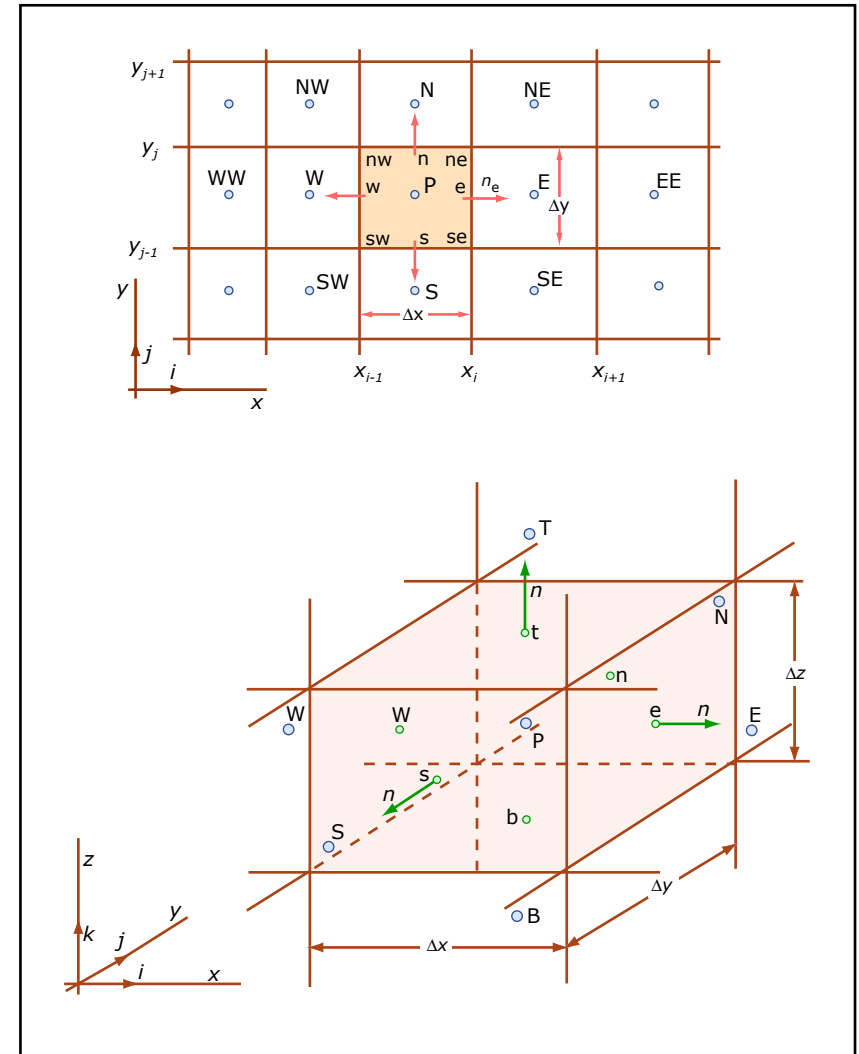 y_{j+1}
NW N NE
y_j
nw n ne
WW W w P e n_e E Δy EE
y_{j-1}
sw s se
SW S SE
y
Δx
j
i
x_{i-1} x_i x_{i+1}
x
T
n
N
t
n
Δz
W W P e n E
s
n
b
S
z
Δy
y
B
k j
Δx
i x